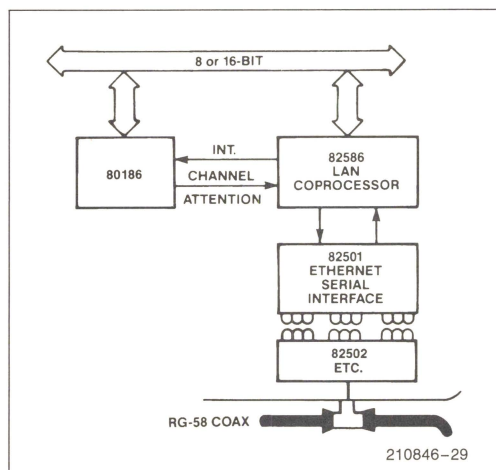 8 or 16-BIT
80186
INT.
CHANNEL
ATTENTION
82586
LAN
COPROCESSOR
82501
ETHERNET
SERIAL
INTERFACE
82502
ETC.
RG-58 COAX
210846-29